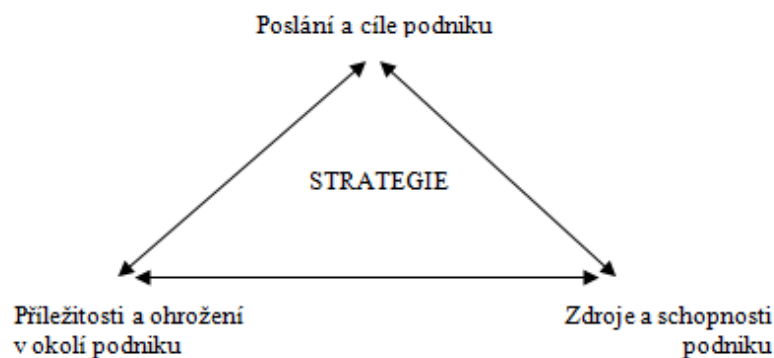 Poslání a cíle podniku
STRATEGIE
Příležitosti a ohrožení
v okolí podniku
Zdroje a schopnosti
podniku